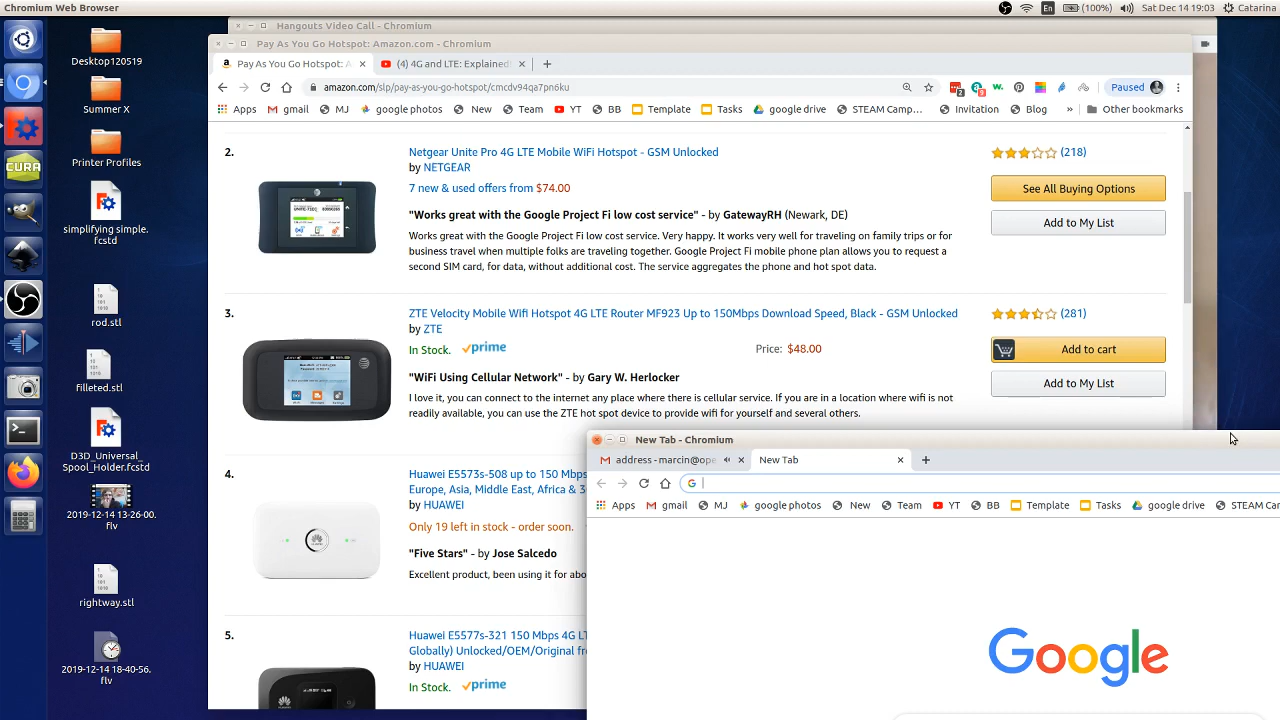 Chromium Web Browser
En
(100%)
Sat Dec 14 19:03
Catarina
Hangouts Video Call - Chromium
Pay As You Go Hotspot: Amazon.com - Chromium
Pay As You Go Hotspot: A
(4) 4G and LTE: Explained
amazon.com/slp/pay-as-you-go-hotspot/cmcdv94qa7pn6ku
Paused
Apps
gmail
MJ
google photos
New
Team
YT
BB
Template
Tasks
google drive
STEAM Camp...
Invitation
Blog
»
Other bookmarks
Desktop120519
Summer X
Printer Profiles
simplifying simple.
fcstd
rod.stl
filleted.stl
D3D_Universal_
Spool_Holder.fcstd
2019-12-14 13-26-00.
flv
rightway.stl
2019-12-14 18-40-56.
flv
CURA
2.
Netgear Unite Pro 4G LTE Mobile WiFi Hotspot - GSM Unlocked
by NETGEAR
7 new & used offers from $74.00
(218)
See All Buying Options
Add to My List
"Works great with the Google Project Fi low cost service" - by GatewayRH (Newark, DE)
Works great with the Google Project Fi low cost service. Very happy. It works very well for traveling on family trips or for
business travel when multiple folks are traveling together. Google Project Fi mobile phone plan allows you to request a
second SIM card, for data, without additional cost. The service aggregates the phone and hot spot data.
3.
ZTE Velocity Mobile Wifi Hotspot 4G LTE Router MF923 Up to 150Mbps Download Speed, Black - GSM Unlocked
by ZTE
In Stock.
prime
Price: $48.00
(281)
Add to cart
Add to My List
"WiFi Using Cellular Network" - by Gary W. Herlocker
I love it, you can connect to the internet any place where there is cellular service. If you are in a location where wifi is not
readily available, you can use the ZTE hot spot device to provide wifi for yourself and several others.
4.
Huawei E5573s-508 up to 150 Mbps
Europe, Asia, Middle East, Africa & 3
by HUAWEI
Only 19 left in stock - order soon.
"Five Stars" - by Jose Salcedo
Excellent product, been using it for abo
5.
Huawei E5577s-321 150 Mbps 4G L
Globally) Unlocked/OEM/Original fr
by HUAWEI
In Stock.
prime
New Tab - Chromium
address - marcin@ope
New Tab
Apps
gmail
MJ
google photos
New
Team
YT
BB
Template
Tasks
google drive
STEAM Can
Google